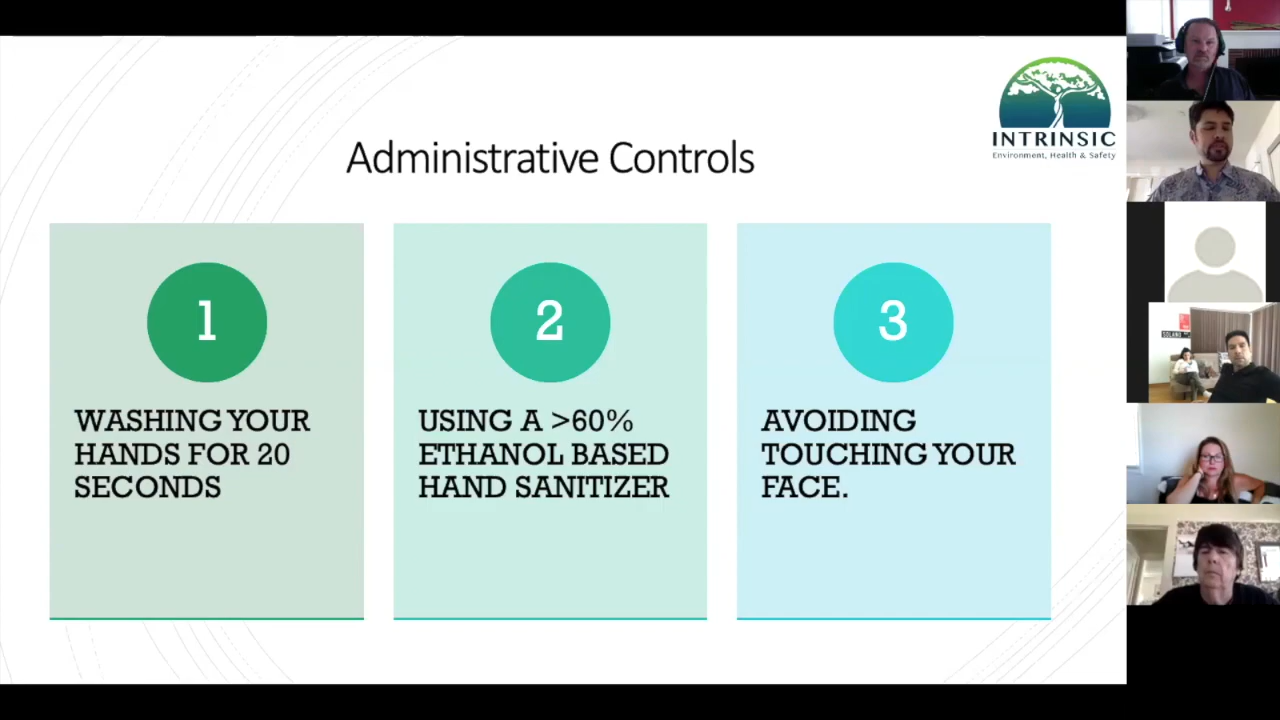 INTRINSIC
Environment, Health & Safety
Administrative Controls
1
WASHING YOUR
HANDS FOR 20
SECONDS
2
USING A >60%
ETHANOL BASED
HAND SANITIZER
3
AVOIDING
TOUCHING YOUR
FACE.